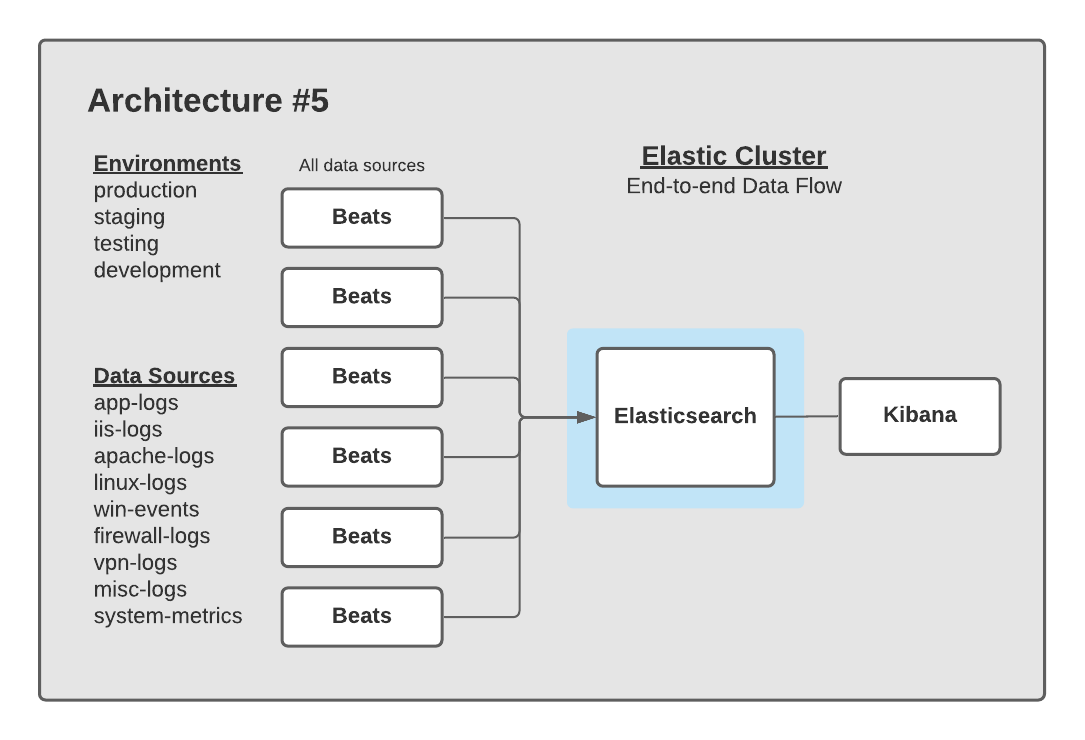 Architecture #5
Environments
production
staging
testing
development
Data Sources
app-logs
iis-logs
apache-logs
linux-logs
win-events
firewall-logs
vpn-logs
misc-logs
system-metrics
All data sources
Beats
Beats
Beats
Beats
Beats
Beats
Elastic Cluster
End-to-end Data Flow
Elasticsearch
Kibana